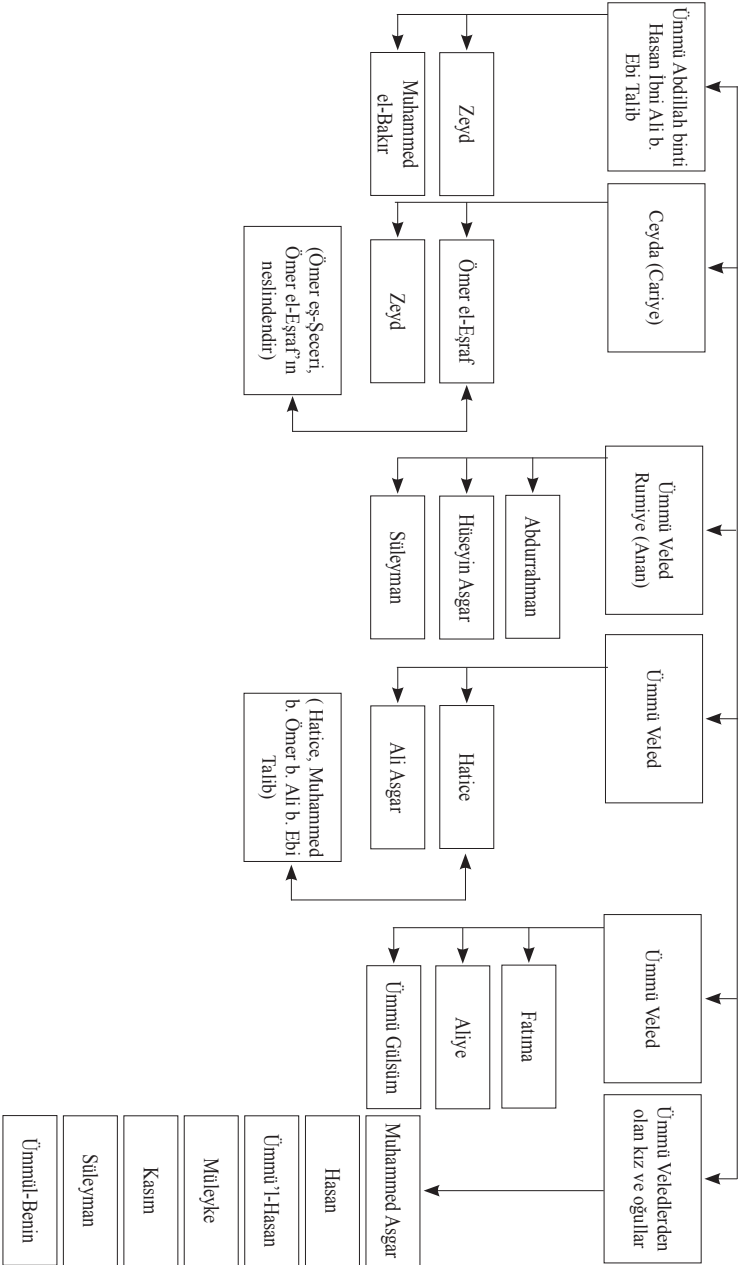 Ümmü Abdillah binti
Hasan İbni Ali b.
Ebi Talib
Zeyd
Muhammed
el-Bakır
Ceyda (Cariye)
Ömer el-Eşraf
Zeyd
(Ömer eş-Şeceri,
Ömer el-Eşraf’ın
neslindendir)
Ümmü Veled
Rumiye (Anan)
Abdurrahman
Hüseyin Asgar
Süleyman
Ümmü Veled
Hatice
Ali Asgar
( Hatice, Muhammed
b. Ömer b. Ali b. Ebi
Talib)
Ümmü Veled
Fatıma
Aliye
Ümmü Gülsüm
Ümmü Veledlerden
olan kız ve oğullar
Muhammed Asgar
Hasan
Ümmü’l-Hasan
Müleyke
Kasım
Süleyman
Ümmül-Benin